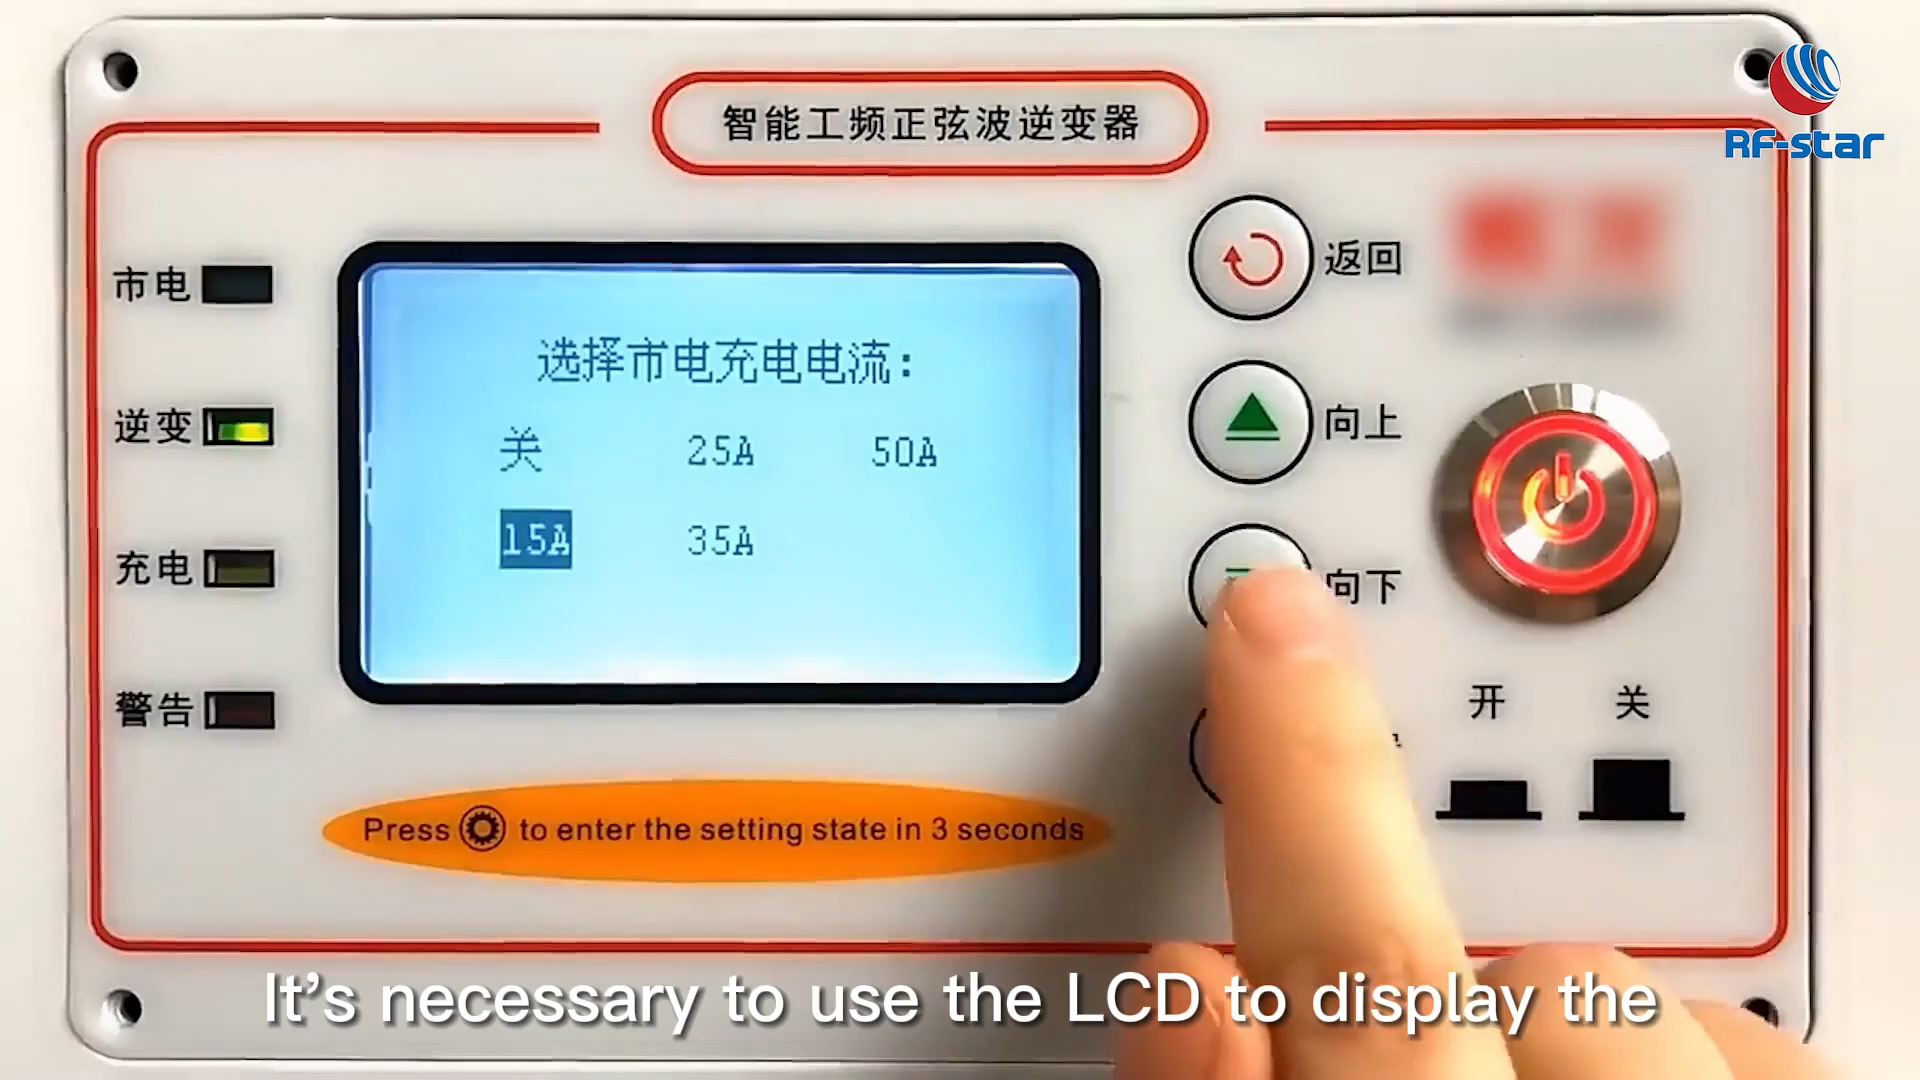 智能工频正弦波逆变器
RF-star
市电
逆变
充电
警告
选择市电充电电流:
关 25A 50A
15A 35A
返回
向上
向下
开 关
Press to enter the setting state in 3 seconds
It's necessary to use the LCD to display the